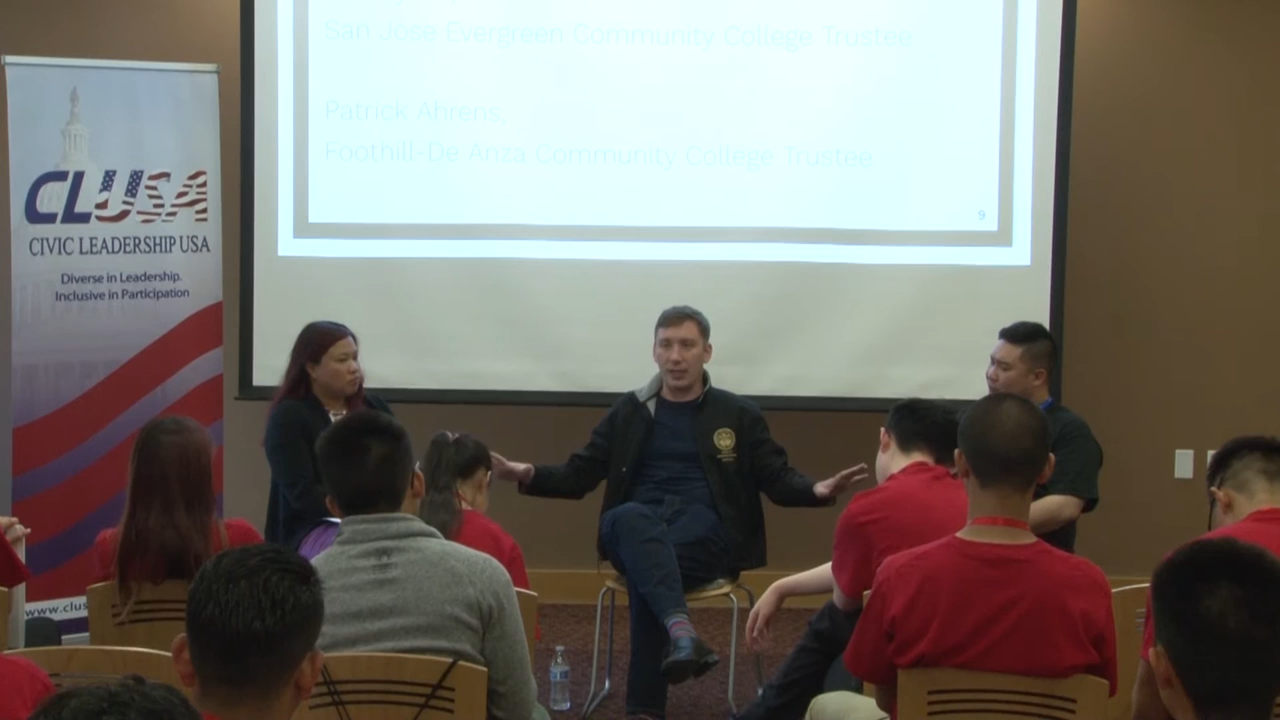 San Jose Evergreen Community College Trustee
Patrick Ahrens,
Foothill-De Anza Community College Trustee
9
CLUSA
CIVIC LEADERSHIP USA
Diverse in Leadership.
Inclusive in Participation
www.clus